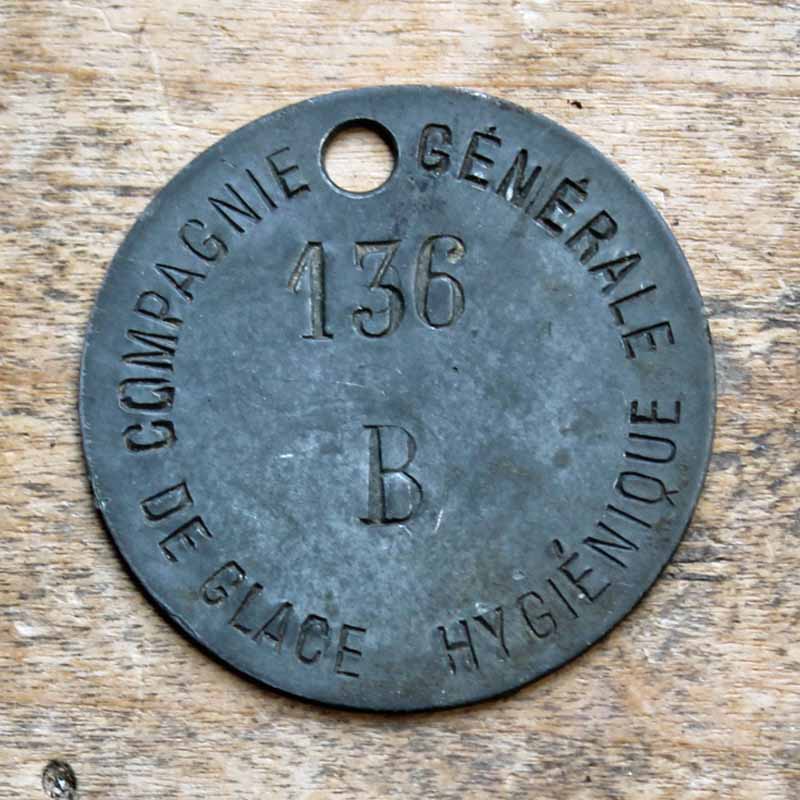 COMPAGNIE GÉNÉRALE
DE GLACE HYGIÉNIQUE
136
B